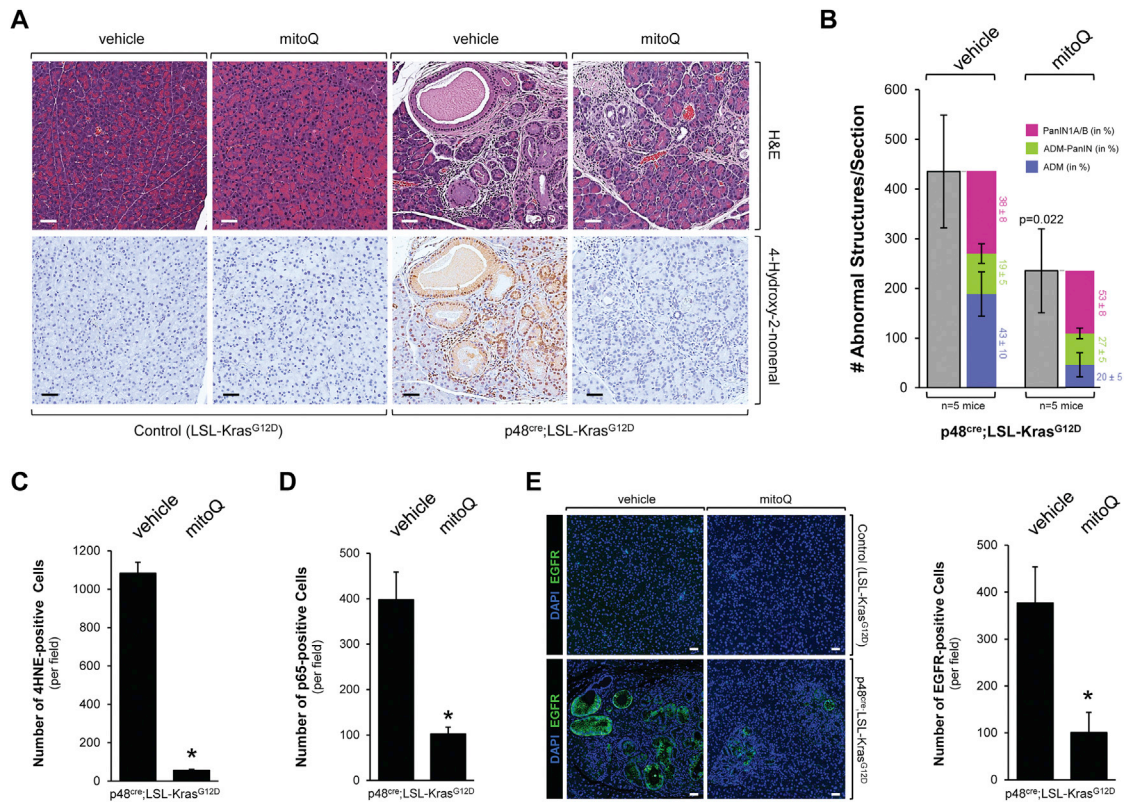 A
vehicle
mitoQ
vehicle
mitoQ
H&E
4-Hydroxy-2-nonenal
Control (LSL-KrasG12D)
p48cre;LSL-KrasG12D
B
vehicle
mitoQ
# Abnormal Structures/Section
600
500
400
300
200
100
0
PanIN1A/B (in %)
ADM-PanIN (in %)
ADM (in %)
38 ± 8
19 ± 5
43 ± 10
p=0.022
53 ± 8
27 ± 5
20 ± 5
n=5 mice
n=5 mice
p48cre;LSL-KrasG12D
C
vehicle
mitoQ
Number of 4HNE-positive Cells
(per field)
1200
1000
800
600
400
200
0
*
p48cre;LSL-KrasG12D
D
vehicle
mitoQ
Number of p65-positive Cells
(per field)
500
400
300
200
100
0
*
p48cre;LSL-KrasG12D
E
vehicle
mitoQ
DAPI EGFR
DAPI EGFR
Control (LSL-KrasG12D)
p48cre;LSL-KrasG12D
vehicle
mitoQ
Number of EGFR-positive Cells
(per field)
500
400
300
200
100
0
*
p48cre;LSL-KrasG12D